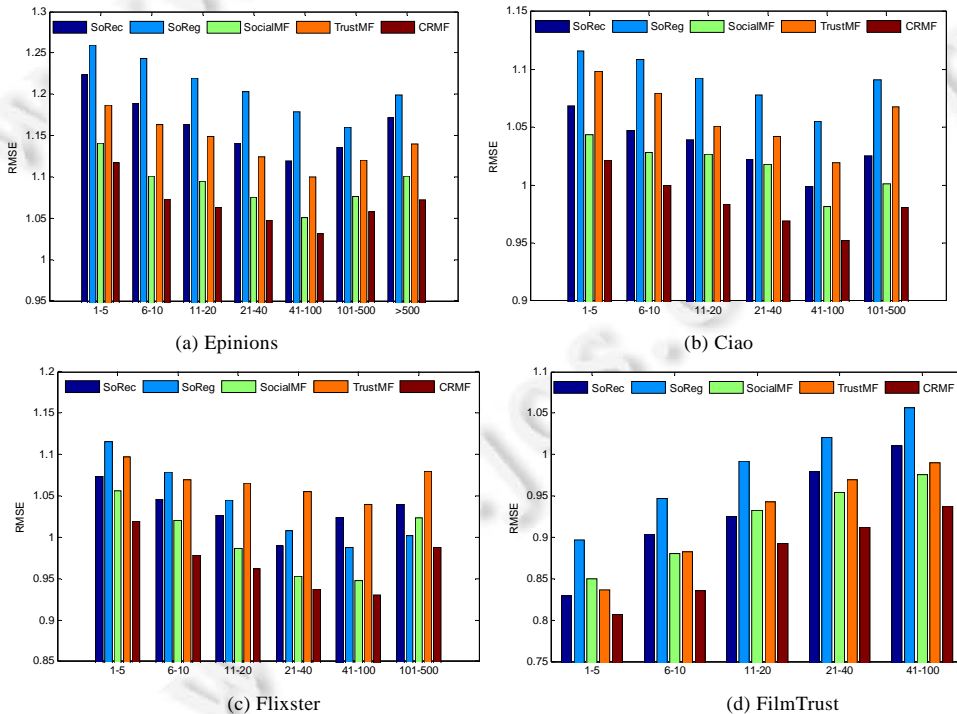 1.3
SoRec SoReg SocialMF TrustMF CRMF
1.25
1.2
1.15
1.1
1.05
1
0.95
RMSE
1-5 6-10 11-20 21-40 41-100 101-500 >500
(a) Epinions
1.15
SoRec SoReg SocialMF TrustMF CRMF
1.1
1.05
1
0.95
0.9
RMSE
1-5 6-10 11-20 21-40 41-100 101-500
(b) Ciao
1.2
SoRec SoReg SocialMF TrustMF CRMF
1.15
1.1
1.05
1
0.95
0.9
0.85
RMSE
1-5 6-10 11-20 21-40 41-100 101-500
(c) Flixster
1.1
SoRec SoReg SocialMF TrustMF CRMF
1.05
1
0.95
0.9
0.85
0.8
0.75
RMSE
1-5 6-10 11-20 21-40 41-100
(d) FilmTrust